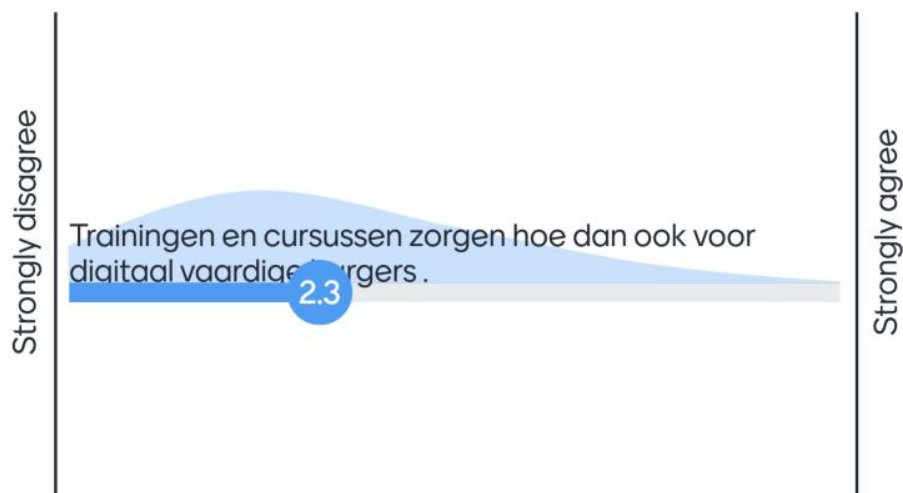 Strongly disagree
Trainingen en cursussen zorgen hoe dan ook voor
digitaal vaardige burgers .
2.3
Strongly agree